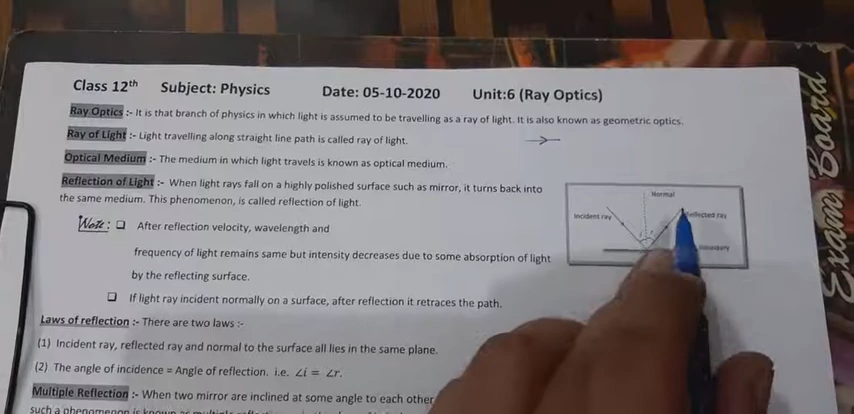 Class 12th Subject: Physics Date: 05-10-2020 Unit:6 (Ray Optics)
Ray Optics :- It is that branch of physics in which light is assumed to be travelling as a ray of light. It is also known as geometric optics.
Ray of Light :- Light travelling along straight line path is called ray of light.
Optical Medium :- The medium in which light travels is known as optical medium.
Reflection of Light :- When light rays fall on a highly polished surface such as mirror, it turns back into
the same medium. This phenomenon, is called reflection of light.
Note: ❑ After reflection velocity, wavelength and
frequency of light remains same but intensity decreases due to some absorption of light
by the reflecting surface.
❑ If light ray incident normally on a surface, after reflection it retraces the path.
Normal
Incident ray
Reflected ray
Laws of reflection :- There are two laws :-
(1) Incident ray, reflected ray and normal to the surface all lies in the same plane.
(2) The angle of incidence = Angle of reflection. i.e. ∠i = ∠r.
Multiple Reflection :- When two mirror are inclined at some angle to each other
such a phenomenon is known as multiple
Exam Board